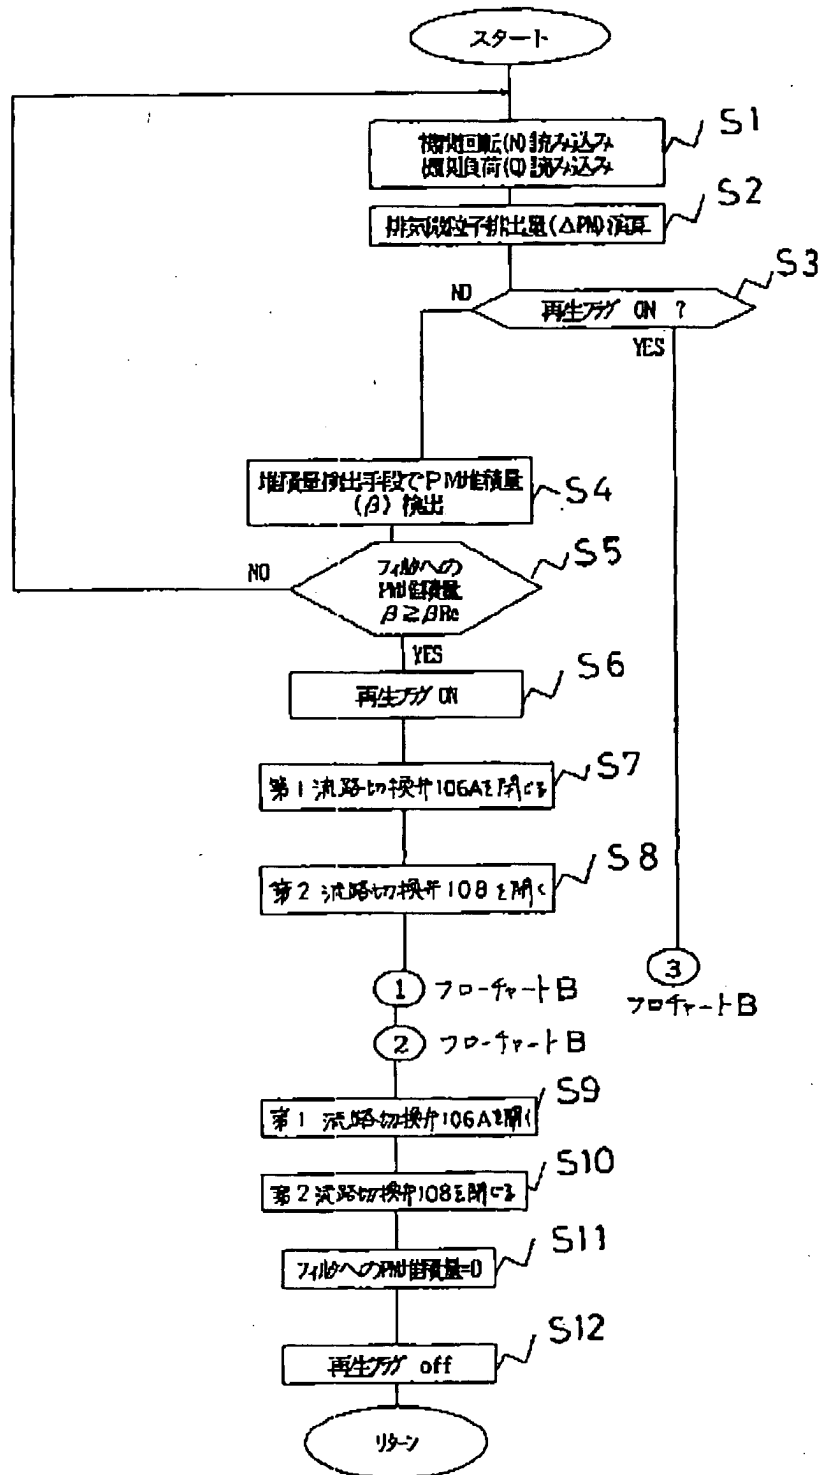 スタート
機関回転(N)読み込み
機関負荷(Q)読み込み
S1
排気微粒子排出量(ΔPM)演算
S2
再生フラグ ON ?
S3
NO
YES
堆積量検出手段でPM堆積量
(β)検出
S4
フィルタへの
PM堆積量
β≧βRe
S5
NO
YES
再生フラグ ON
S6
第1流路切換弁106Aを閉じる
S7
第2流路切換弁108を開く
S8
1 フローチャートB
3
フロチャートB
2 フローチャートB
第1流路切換弁106Aを開く
S9
第2流路切換弁108を閉じる
S10
フィルタへのPM堆積量=0
S11
再生フラグ off
S12
リターン